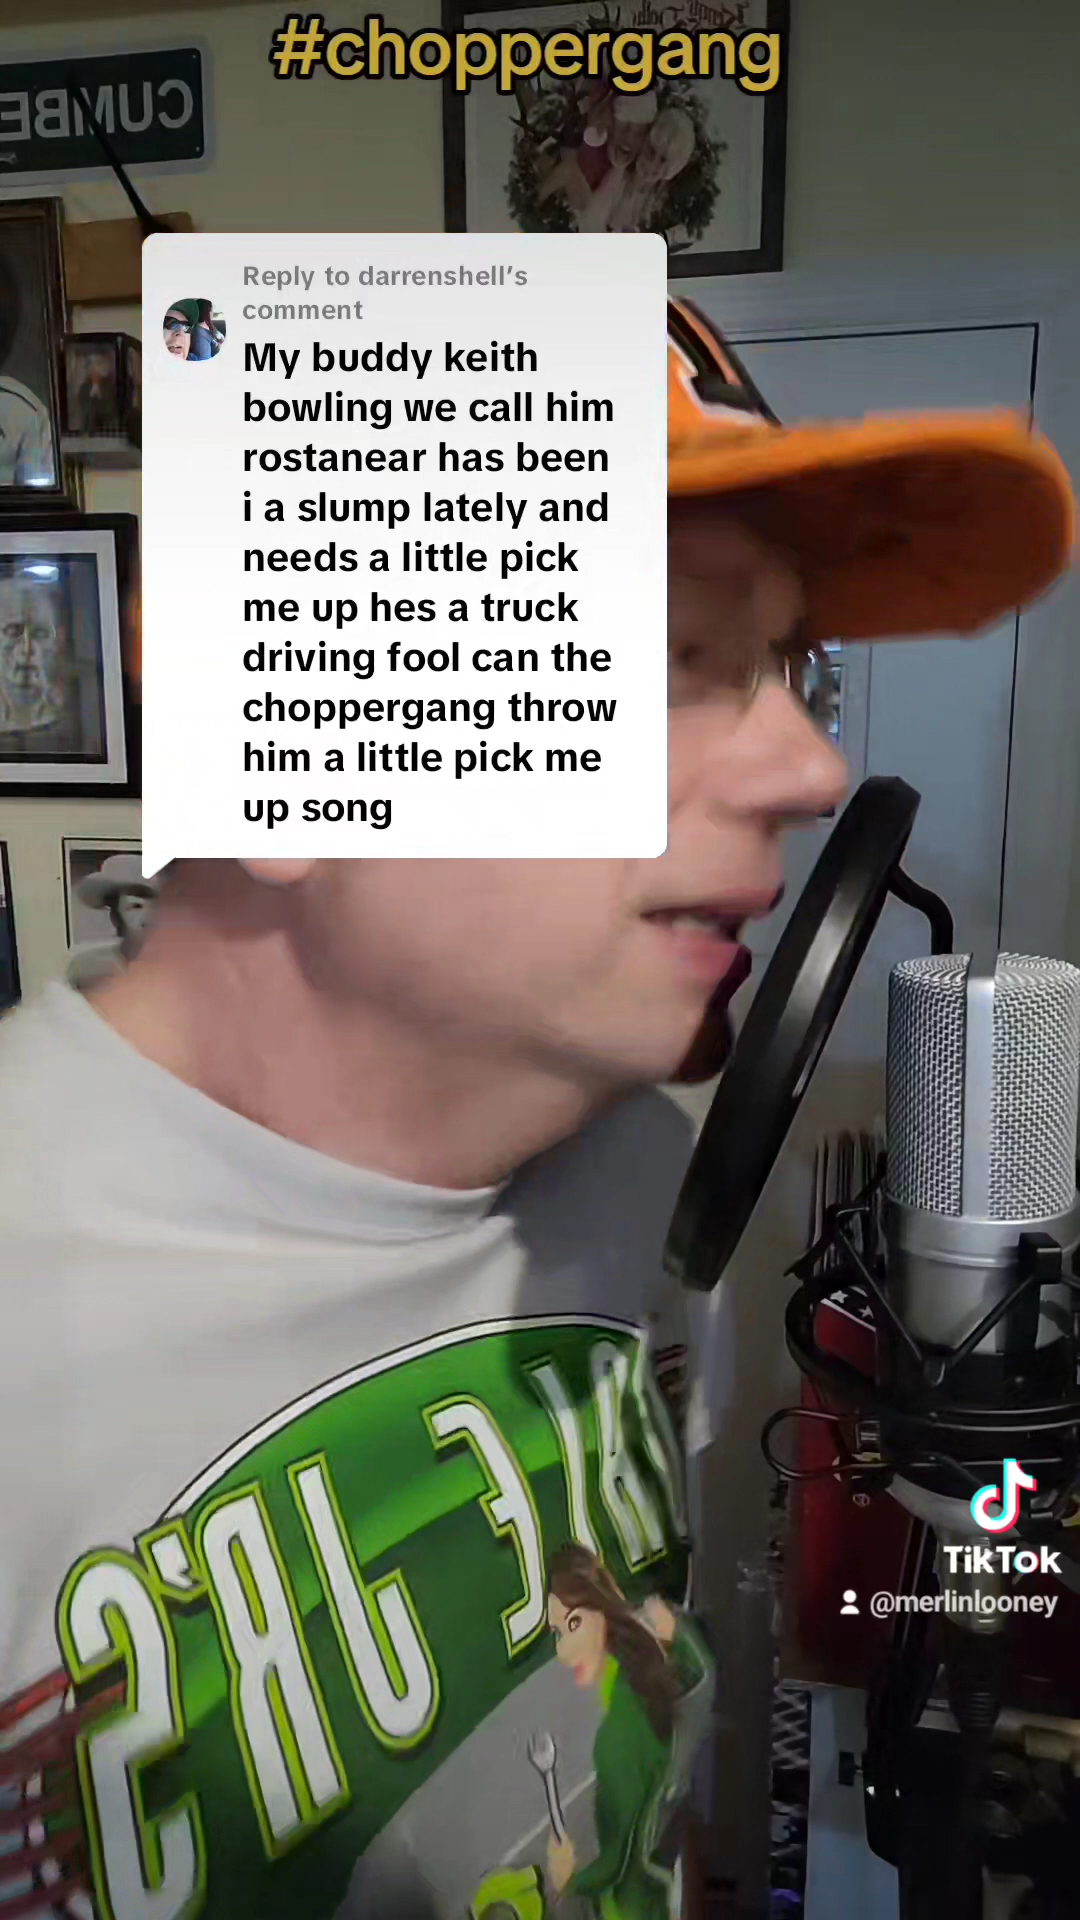 #choppergang
CUMBE
Reply to darrenshell’s
comment
My buddy keith
bowling we call him
rostanear has been
i a slump lately and
needs a little pick
me up hes a truck
driving fool can the
choppergang throw
him a little pick me
up song
TikTok
@merlinlooney